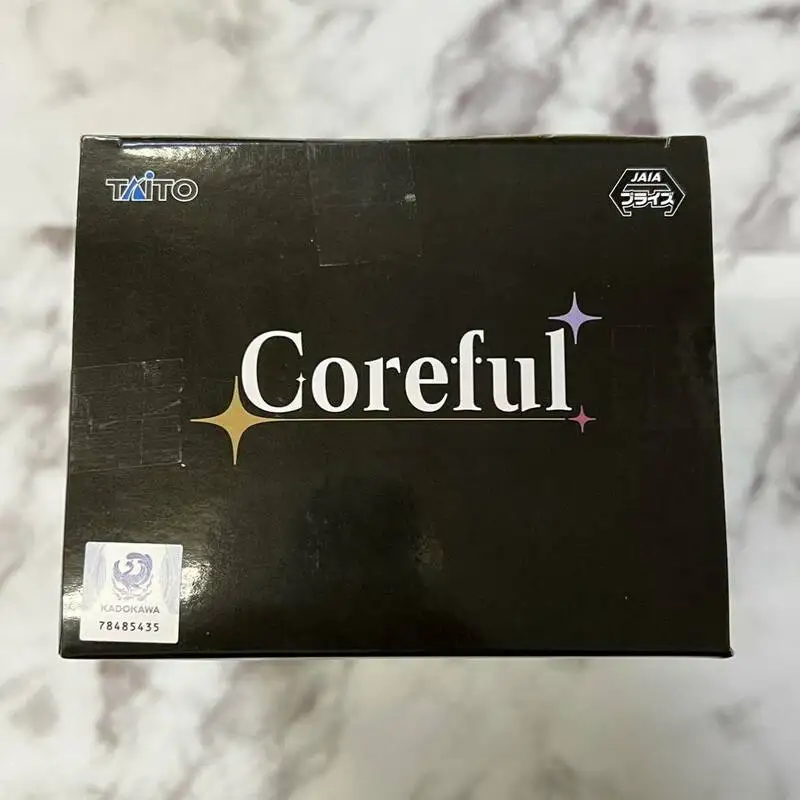 TAITO
JAIA
プライズ
Coreful
KADOKAWA
78485435